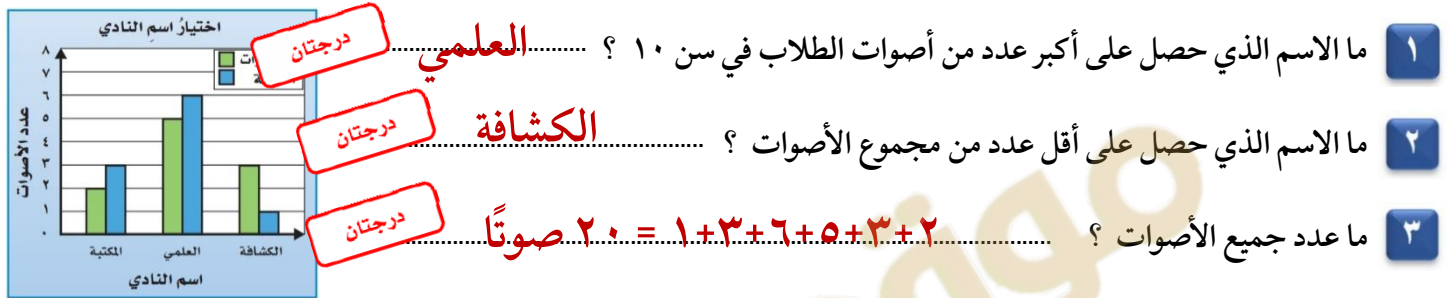 ١ ما الاسم الذي حصل على أكبر عدد من أصوات الطلاب في سن ١٠ ؟ العلمي
درجتان
٢ ما الاسم الذي حصل على أقل عدد من مجموع الأصوات ؟ الكشافة
درجتان
٣ ما عدد جميع الأصوات ؟ ٢+٣+٥+٦+٣+١ = ٢٠ صوتًا
درجتان
اختيارُ اسمِ النادي
٨
٧
٦
٥
٤
٣
٢
١
٠
عدد الأصوات
المكتبة العلمي الكشافة
اسم النادي